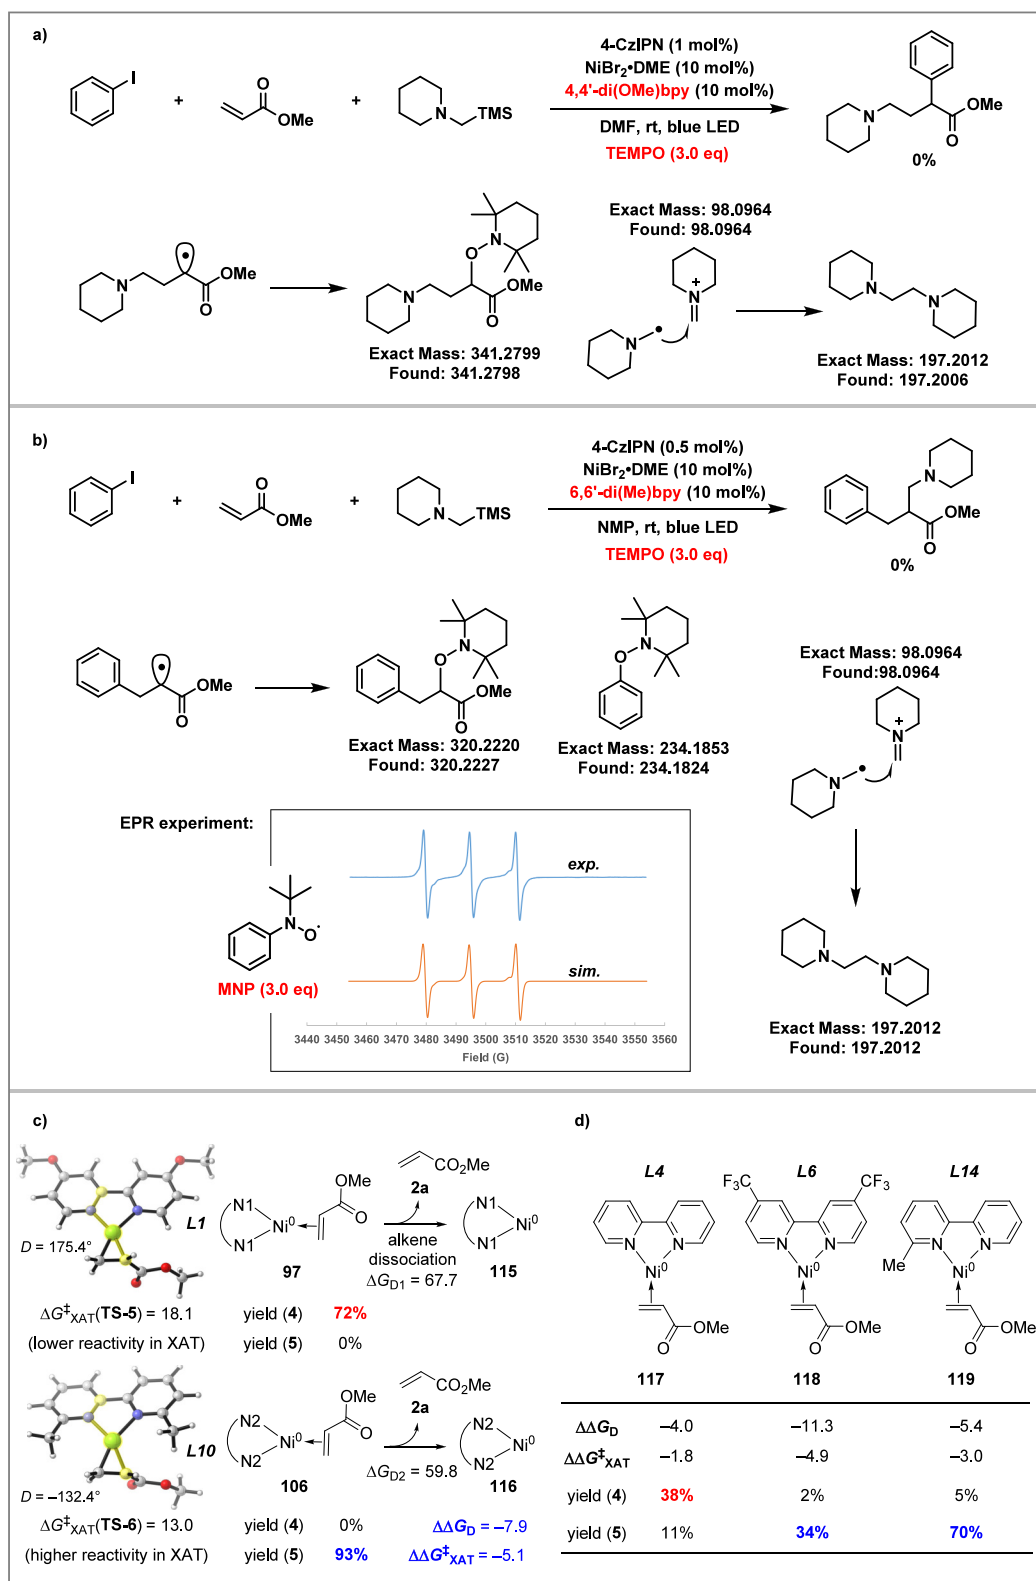 a)
4-CzIPN (1 mol%)
NiBr₂•DME (10 mol%)
4,4'-di(OMe)bpy (10 mol%)
DMF, rt, blue LED
TEMPO (3.0 eq)
I
+
O
OMe
+
N
TMS
N
OMe
O
0%
N
OMe
O
N
O
N
OMe
O
Exact Mass: 341.2799
Found: 341.2798
Exact Mass: 98.0964
Found: 98.0964
+
N
N
N
N
Exact Mass: 197.2012
Found: 197.2006
b)
4-CzIPN (0.5 mol%)
NiBr₂•DME (10 mol%)
6,6'-di(Me)bpy (10 mol%)
NMP, rt, blue LED
TEMPO (3.0 eq)
I
+
O
OMe
+
N
TMS
N
OMe
O
0%
OMe
O
N
O
OMe
O
Exact Mass: 320.2220
Found: 320.2227
N
O
Exact Mass: 234.1853
Found: 234.1824
Exact Mass: 98.0964
Found:98.0964
+
N
N
N
N
Exact Mass: 197.2012
Found: 197.2012
EPR experiment:
N
O·
MNP (3.0 eq)
exp.
sim.
3440 3450 3460 3470 3480 3490 3500 3510 3520 3530 3540 3550 3560
Field (G)
c)
L1
D = 175.4°
ΔG‡XAT(TS-5) = 18.1
(lower reactivity in XAT)
N1
N1
Ni⁰
OMe
O
97
CO₂Me
2a
alkene
dissociation
ΔG_D1 = 67.7
N1
N1
Ni⁰
115
yield (4) 72%
yield (5) 0%
L10
D = −132.4°
ΔG‡XAT(TS-6) = 13.0
(higher reactivity in XAT)
N2
N2
Ni⁰
OMe
O
106
CO₂Me
2a
ΔG_D2 = 59.8
N2
N2
Ni⁰
116
yield (4) 0% ΔΔG_D = −7.9
yield (5) 93% ΔΔG‡XAT = −5.1
d)
L4 L6 L14
N N
Ni⁰
OMe
O
117
F₃C CF₃
N N
Ni⁰
OMe
O
118
N N
Me
Ni⁰
OMe
O
119
ΔΔG_D −4.0 −11.3 −5.4
ΔΔG‡XAT −1.8 −4.9 −3.0
yield (4) 38% 2% 5%
yield (5) 11% 34% 70%